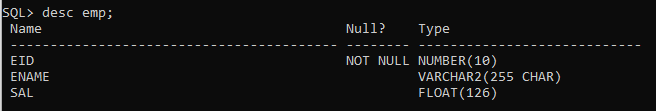 SQL> desc emp;
 Name                                      Null?    Type
 ----------------------------------------- -------- ----------------------------
 EID                                       NOT NULL NUMBER(10)
 ENAME                                              VARCHAR2(255 CHAR)
 SAL                                                FLOAT(126)